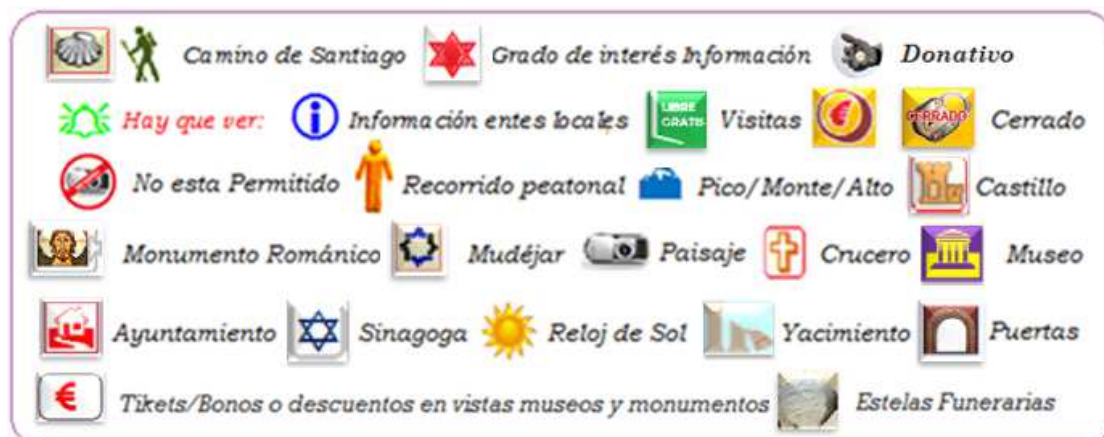 Camino de Santiago Grado de interés Información Donativo
Hay que ver: Información entes locales LIBRE GRATIS Visitas € CERRADO Cerrado
No esta Permitido Recorrido peatonal Pico/Monte/Alto Castillo
Monumento Románico Mudéjar Paisaje Crucero Museo
Ayuntamiento Sinagoga Reloj de Sol Yacimiento Puertas
€ Tikets/Bonos o descuentos en vistas museos y monumentos Estelas Funerarias